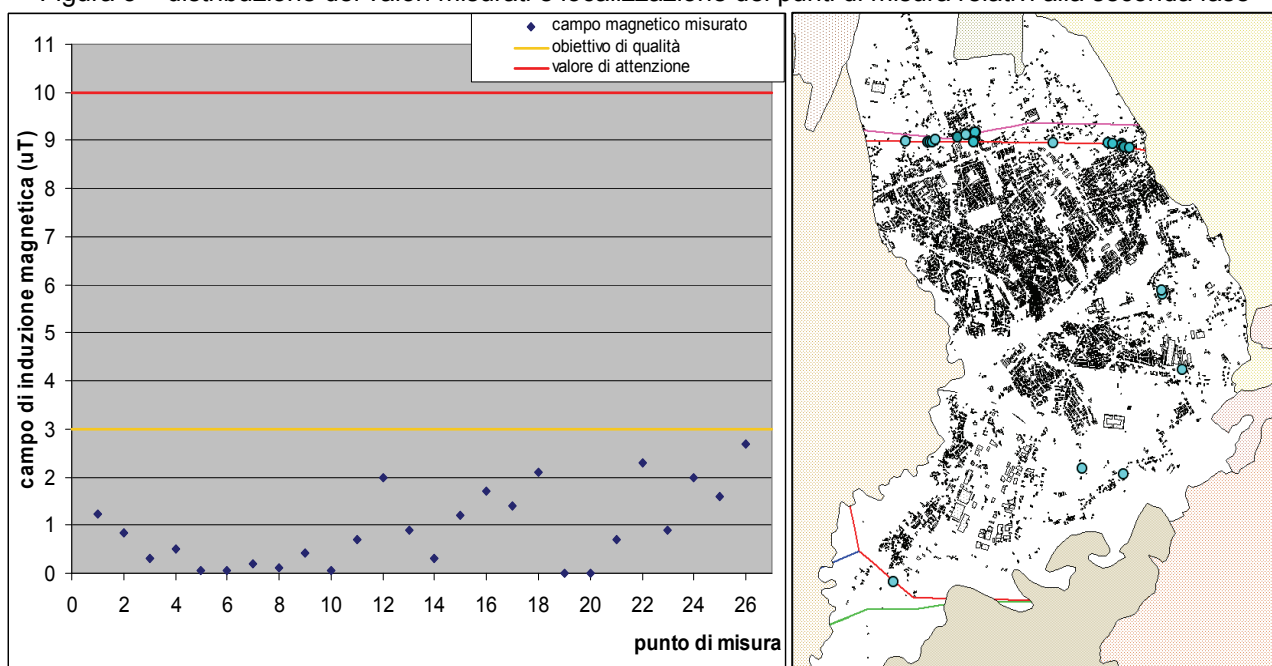 Figura 3 – distribuzione dei valori misurati e localizzazione dei punti di misura relativi alla seconda fase
campo magnetico misurato
obiettivo di qualità
valore di attenzione
campo di induzione magnetica (uT)
11
10
9
8
7
6
5
4
3
2
1
0
0 2 4 6 8 10 12 14 16 18 20 22 24 26
punto di misura